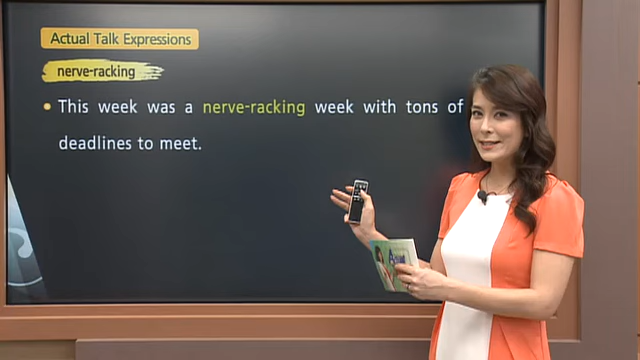 Actual Talk Expressions
nerve-racking
This week was a nerve-racking week with tons of
deadlines to meet.